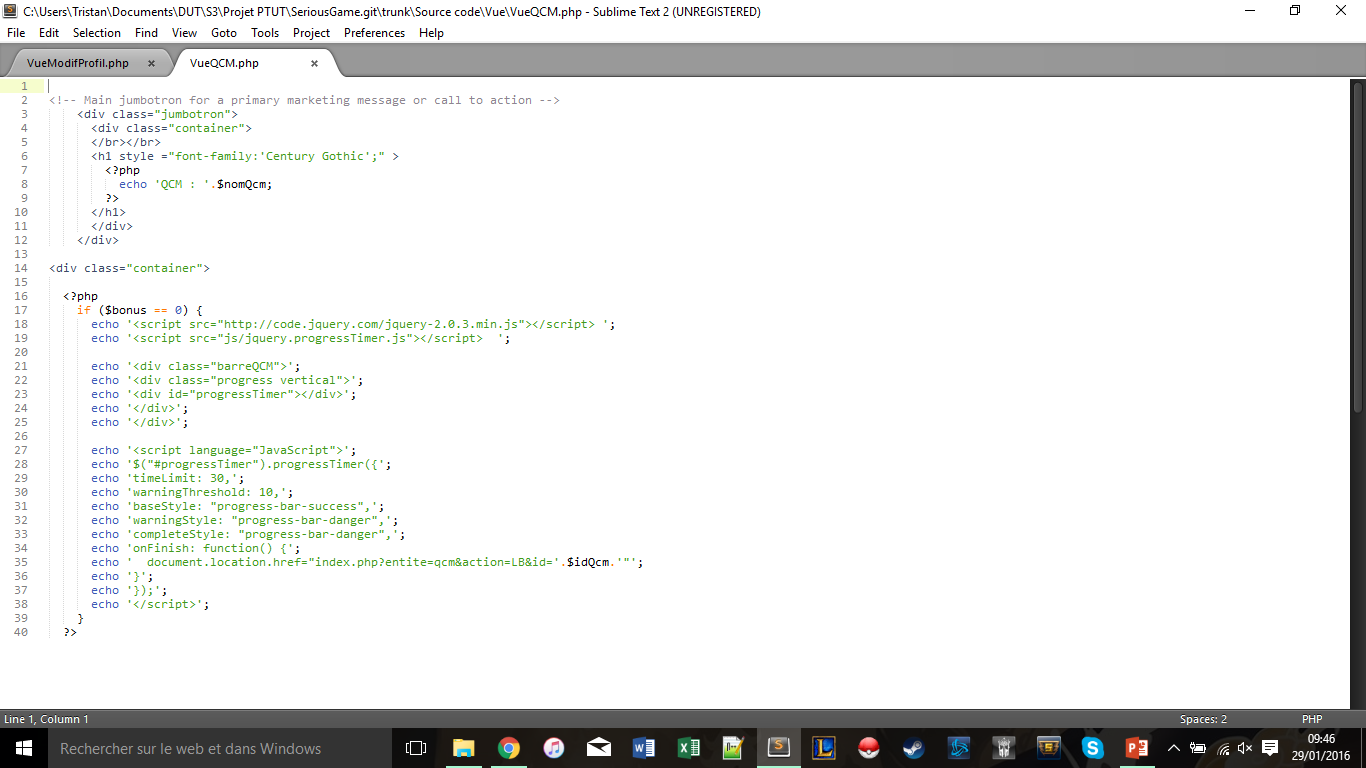 C:\Users\Tristan\Documents\DUT\S3\Projet PTUT\SeriousGame.git\trunk\Source code\Vue\VueQCM.php - Sublime Text 2 (UNREGISTERED)
File Edit Selection Find View Goto Tools Project Preferences Help
VueModifProfil.php × VueQCM.php ×
1
2 <!-- Main jumbotron for a primary marketing message or call to action -->
3 <div class="jumbotron">
4 <div class="container">
5 </br></br>
6 <h1 style ="font-family:'Century Gothic';" >
7 <?php
8 echo 'QCM : '.$nomQcm;
9 ?>
10 </h1>
11 </div>
12 </div>
13
14 <div class="container">
15
16 <?php
17 if ($bonus == 0) {
18 echo '<script src="http://code.jquery.com/jquery-2.0.3.min.js"></script> ';
19 echo '<script src="js/jquery.progressTimer.js"></script>  ';
20
21 echo '<div class="barreQCM">';
22 echo '<div class="progress vertical">';
23 echo '<div id="progressTimer"></div>';
24 echo '</div>';
25 echo '</div>';
26
27 echo '<script language="JavaScript">';
28 echo '$("#progressTimer").progressTimer({';
29 echo 'timeLimit: 30,';
30 echo 'warningThreshold: 10,';
31 echo 'baseStyle: "progress-bar-success",';
32 echo 'warningStyle: "progress-bar-danger",';
33 echo 'completeStyle: "progress-bar-danger",';
34 echo 'onFinish: function() {';
35 echo '  document.location.href="index.php?entite=qcm&action=LB&id='.$idQcm.'"';
36 echo '}';
37 echo '});';
38 echo '</script>';
39 }
40 ?>
Line 1, Column 1 Spaces: 2 PHP
Rechercher sur le web et dans Windows
09:46
29/01/2016